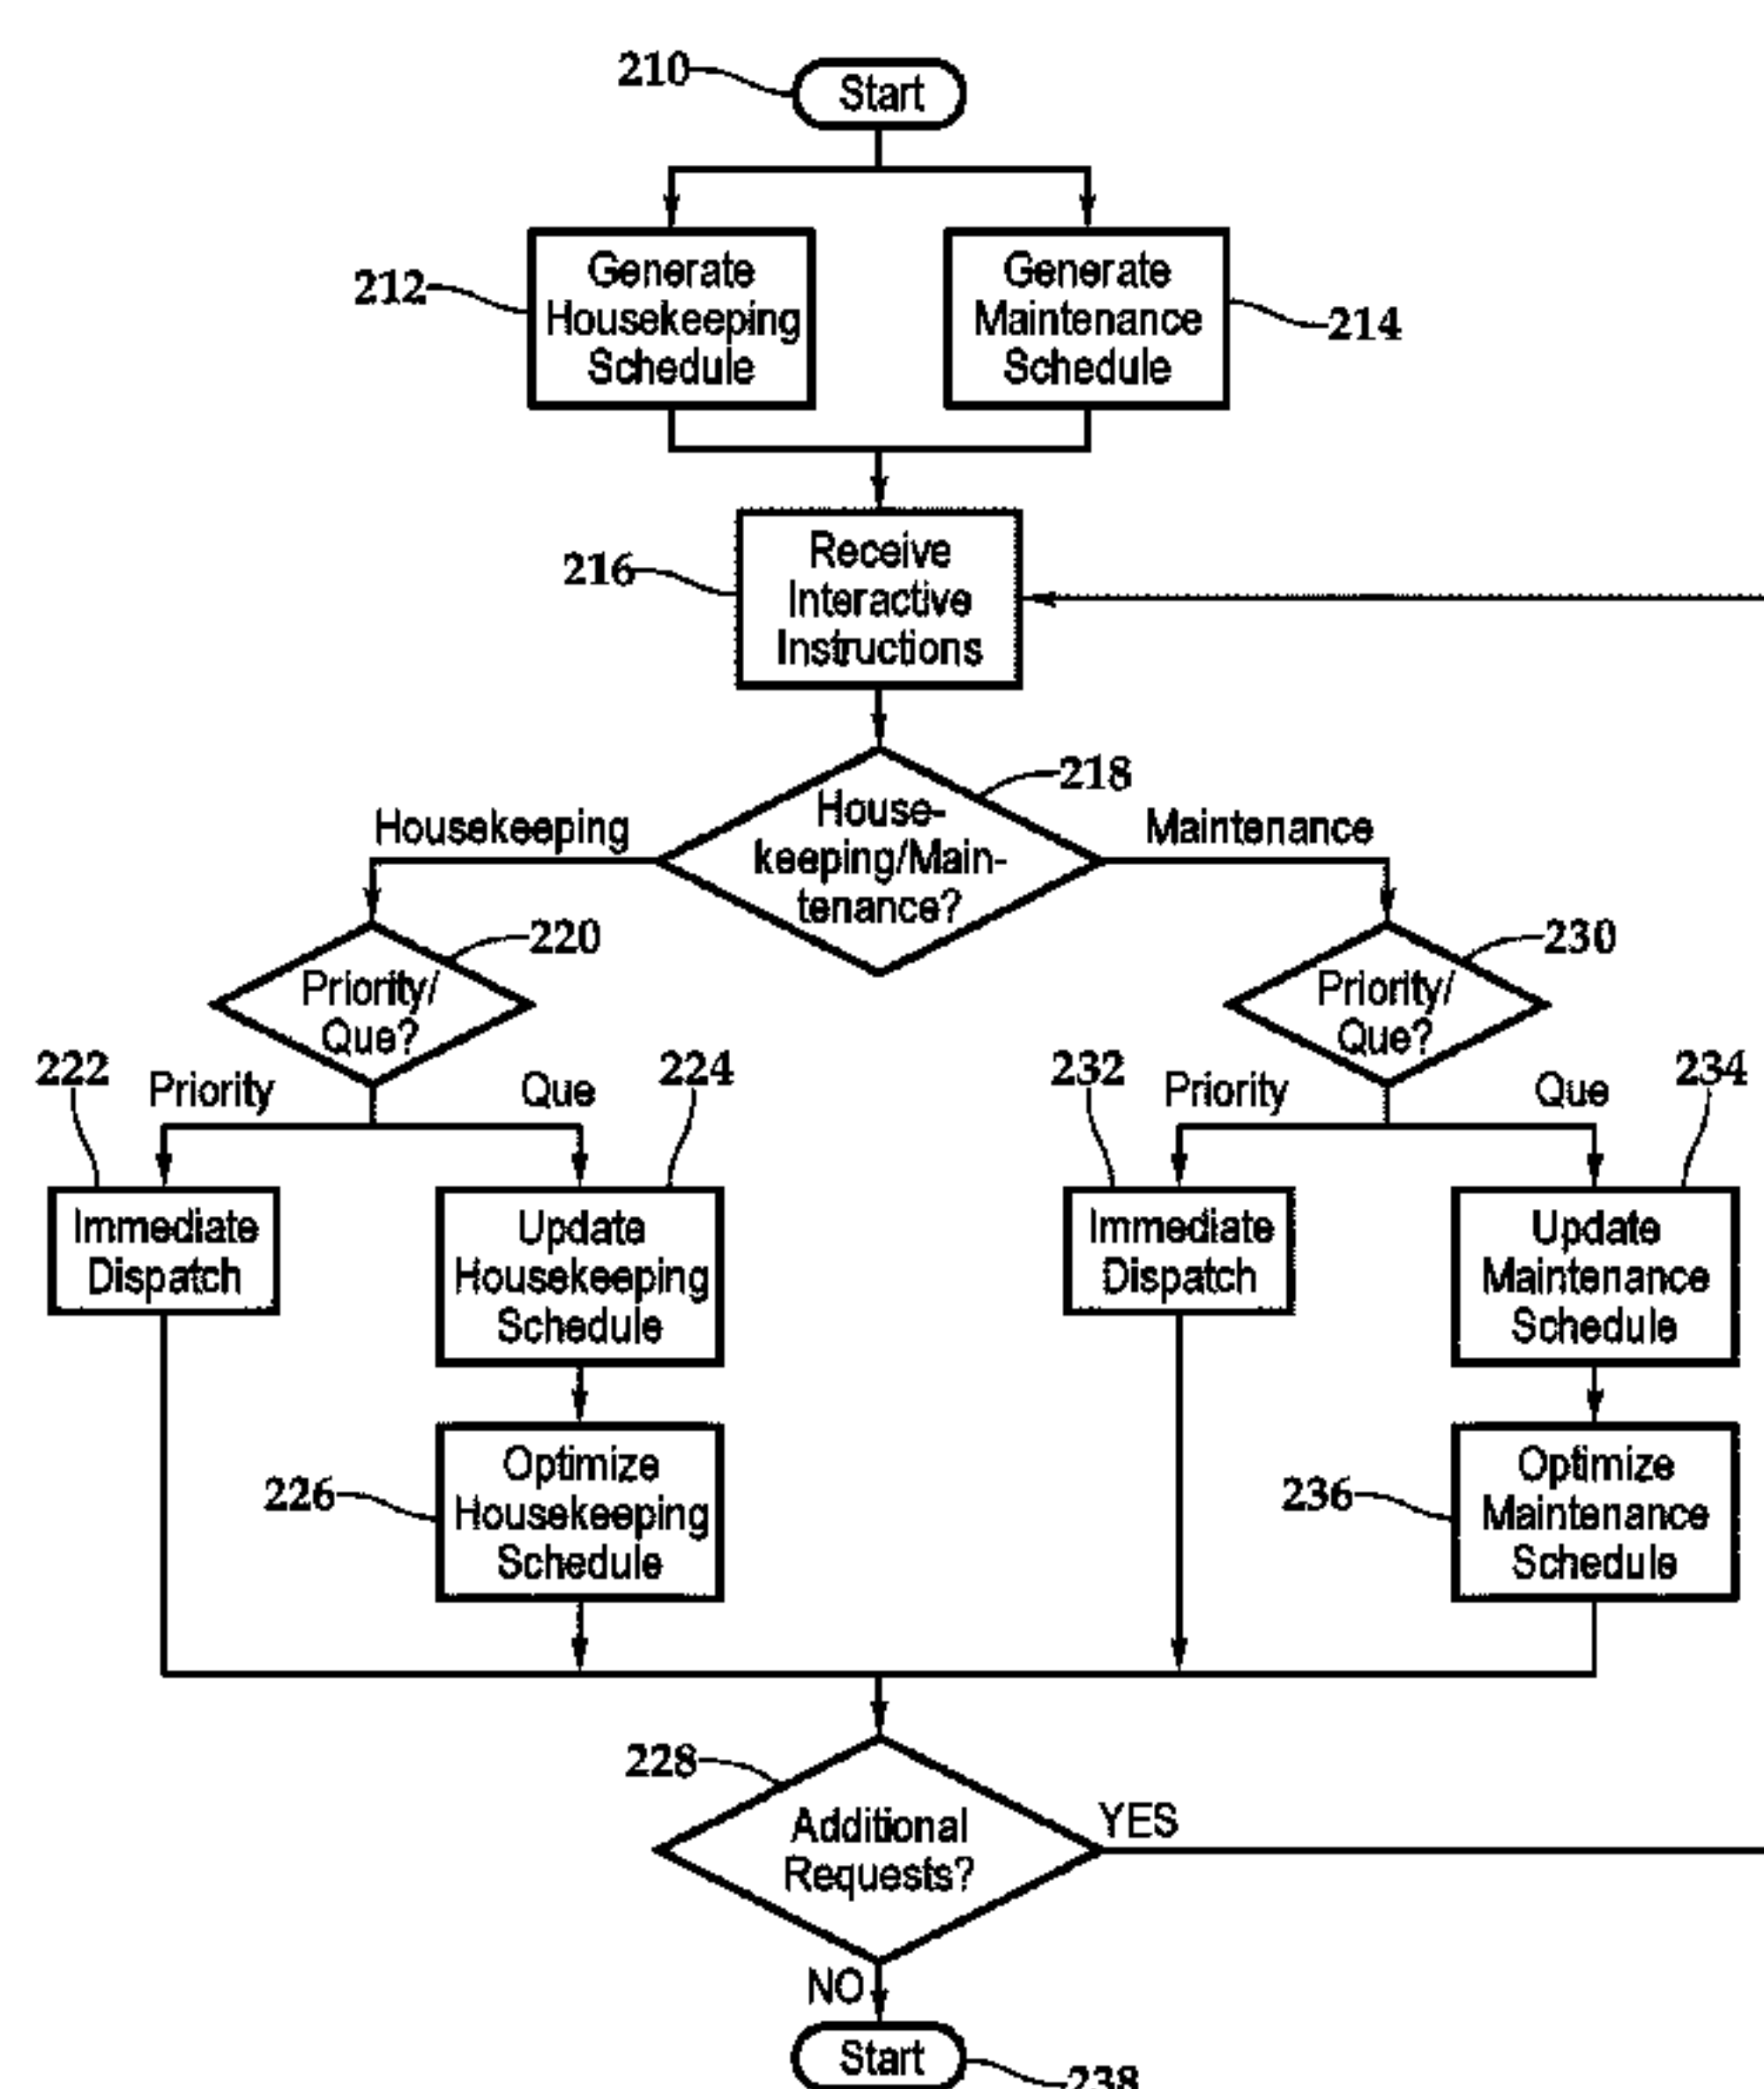 210
Start
Generate
Housekeeping
Schedule
212
Generate
Maintenance
Schedule
214
Receive
Interactive
Instructions
216
218
House-
keeping/Main-
tenance?
Housekeeping
Maintenance
220
Priority/
Que?
230
Priority/
Que?
222
Priority
Que
224
232
Priority
Que
234
Immediate
Dispatch
Update
Housekeeping
Schedule
Immediate
Dispatch
Update
Maintenance
Schedule
226
Optimize
Housekeeping
Schedule
236
Optimize
Maintenance
Schedule
228
Additional
Requests?
YES
NO
Start
238